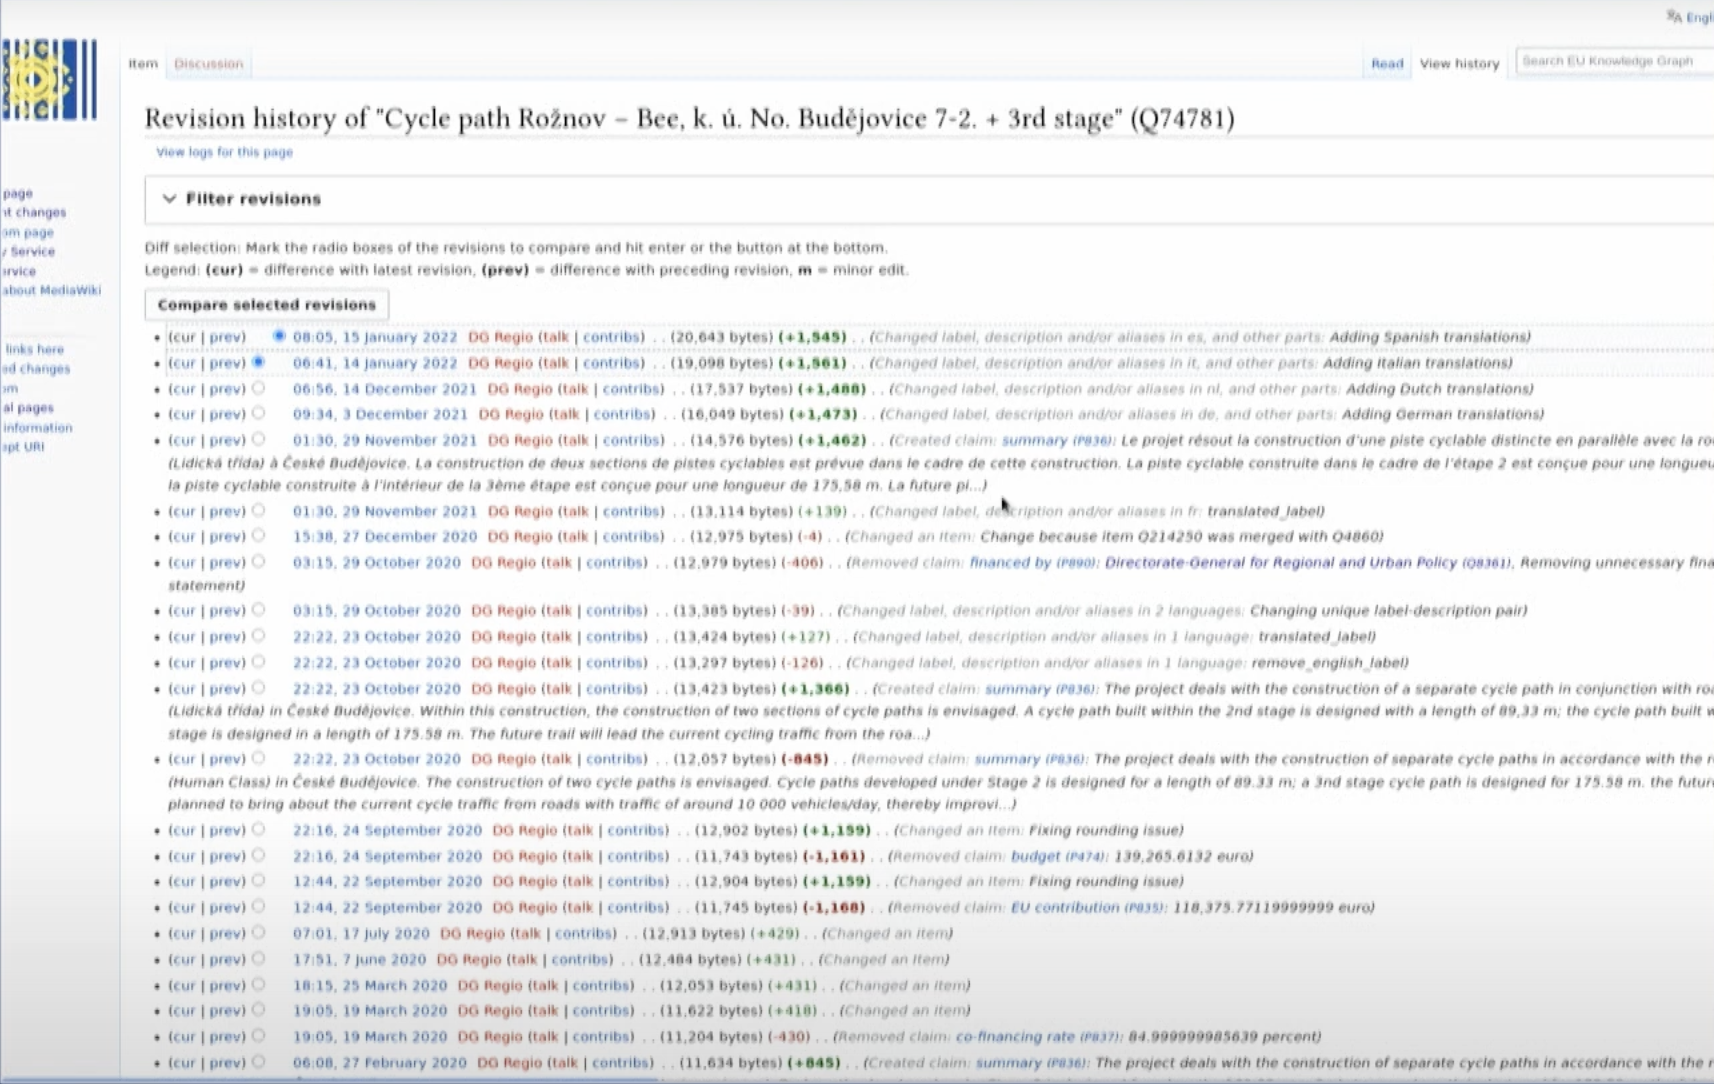 Engl
Item Discussion Read View history Search EU Knowledge Graph
Revision history of "Cycle path Rožnov – Bee, k. ú. No. Budějovice 7-2. + 3rd stage" (Q74781)
View logs for this page
page
nt changes
om page
/ Service
ervice
about MediaWiki
links here
ed changes
om
al pages
information
ept URI
Filter revisions
Diff selection: Mark the radio boxes of the revisions to compare and hit enter or the button at the bottom.
Legend: (cur) = difference with latest revision, (prev) = difference with preceding revision, m = minor edit.
Compare selected revisions
(cur | prev) 08:05, 15 January 2022 DG Regio (talk | contribs) . . (20,643 bytes) (+1,545) . . (Changed label, description and/or aliases in es, and other parts: Adding Spanish translations)
(cur | prev) 06:41, 14 January 2022 DG Regio (talk | contribs) . . (19,098 bytes) (+1,561) . . (Changed label, description and/or aliases in it, and other parts: Adding Italian translations)
(cur | prev) 06:56, 14 December 2021 DG Regio (talk | contribs) . . (17,537 bytes) (+1,488) . . (Changed label, description and/or aliases in nl, and other parts: Adding Dutch translations)
(cur | prev) 09:34, 3 December 2021 DG Regio (talk | contribs) . . (16,049 bytes) (+1,473) . . (Changed label, description and/or aliases in de, and other parts: Adding German translations)
(cur | prev) 01:30, 29 November 2021 DG Regio (talk | contribs) . . (14,576 bytes) (+1,462) . . (Created claim: summary (P836): Le projet résout la construction d'une piste cyclable distincte en parallèle avec la ro
(Lidická třída) à České Budějovice. La construction de deux sections de pistes cyclables est prévue dans le cadre de cette construction. La piste cyclable construite dans le cadre de l'étape 2 est conçue pour une longueu
la piste cyclable construite à l'intérieur de la 3ème étape est conçue pour une longueur de 175,58 m. La future pi...)
(cur | prev) 01:30, 29 November 2021 DG Regio (talk | contribs) . . (13,114 bytes) (+139) . . (Changed label, description and/or aliases in fr: translated_label)
(cur | prev) 15:38, 27 December 2020 DG Regio (talk | contribs) . . (12,975 bytes) (-4) . . (Changed an Item: Change because item Q214250 was merged with Q4860)
(cur | prev) 03:15, 29 October 2020 DG Regio (talk | contribs) . . (12,979 bytes) (-406) . . (Removed claim: financed by (P890): Directorate-General for Regional and Urban Policy (Q8361), Removing unnecessary fina
statement)
(cur | prev) 03:15, 29 October 2020 DG Regio (talk | contribs) . . (13,385 bytes) (-39) . . (Changed label, description and/or aliases in 2 languages: Changing unique label-description pair)
(cur | prev) 22:22, 23 October 2020 DG Regio (talk | contribs) . . (13,424 bytes) (+127) . . (Changed label, description and/or aliases in 1 language: translated_label)
(cur | prev) 22:22, 23 October 2020 DG Regio (talk | contribs) . . (13,297 bytes) (-126) . . (Changed label, description and/or aliases in 1 language: remove_english_label)
(cur | prev) 22:22, 23 October 2020 DG Regio (talk | contribs) . . (13,423 bytes) (+1,366) . . (Created claim: summary (P836): The project deals with the construction of a separate cycle path in conjunction with roa
(Lidická třída) in České Budějovice. Within this construction, the construction of two sections of cycle paths is envisaged. A cycle path built within the 2nd stage is designed with a length of 89,33 m; the cycle path built w
stage is designed in a length of 175.58 m. The future trail will lead the current cycling traffic from the roa...)
(cur | prev) 22:22, 23 October 2020 DG Regio (talk | contribs) . . (12,057 bytes) (-845) . . (Removed claim: summary (P836): The project deals with the construction of separate cycle paths in accordance with the r
(Human Class) in České Budějovice. The construction of two cycle paths is envisaged. Cycle paths developed under Stage 2 is designed for a length of 89.33 m; a 3nd stage cycle path is designed for 175.58 m. the future
planned to bring about the current cycle traffic from roads with traffic of around 10 000 vehicles/day, thereby improvi...)
(cur | prev) 22:16, 24 September 2020 DG Regio (talk | contribs) . . (12,902 bytes) (+1,159) . . (Changed an Item: Fixing rounding issue)
(cur | prev) 22:16, 24 September 2020 DG Regio (talk | contribs) . . (11,743 bytes) (-1,161) . . (Removed claim: budget (P474): 139,265.6132 euro)
(cur | prev) 12:44, 22 September 2020 DG Regio (talk | contribs) . . (12,904 bytes) (+1,159) . . (Changed an Item: Fixing rounding issue)
(cur | prev) 12:44, 22 September 2020 DG Regio (talk | contribs) . . (11,745 bytes) (-1,168) . . (Removed claim: EU contribution (P835): 118,375.77119999999 euro)
(cur | prev) 07:01, 17 July 2020 DG Regio (talk | contribs) . . (12,913 bytes) (+429) . . (Changed an Item)
(cur | prev) 17:51, 7 June 2020 DG Regio (talk | contribs) . . (12,484 bytes) (+431) . . (Changed an Item)
(cur | prev) 18:15, 25 March 2020 DG Regio (talk | contribs) . . (12,053 bytes) (+431) . . (Changed an Item)
(cur | prev) 19:05, 19 March 2020 DG Regio (talk | contribs) . . (11,622 bytes) (+418) . . (Changed an Item)
(cur | prev) 19:05, 19 March 2020 DG Regio (talk | contribs) . . (11,204 bytes) (-430) . . (Removed claim: co-financing rate (P837): 84.999999985639 percent)
(cur | prev) 06:08, 27 February 2020 DG Regio (talk | contribs) . . (11,634 bytes) (+845) . . (Created claim: summary (P836): The project deals with the construction of separate cycle paths in accordance with the r